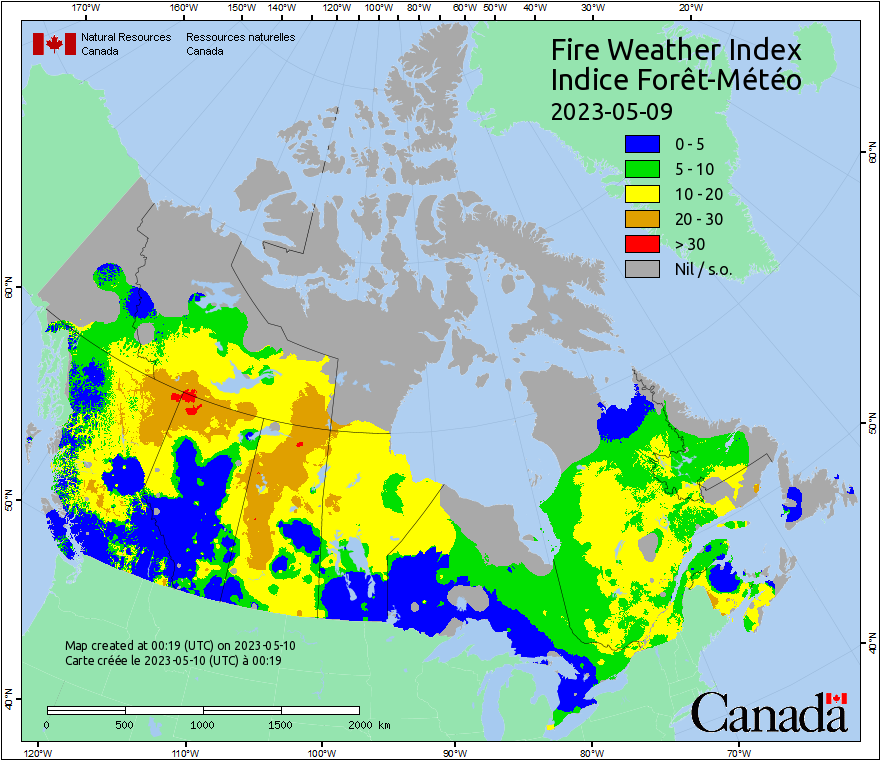 170°W 160°W 150°W 140°W 130°W 120°W 110°W 100°W 90°W 80°W 70°W 60°W 50°W 40°W 30°W 20°W
Natural Resources Ressources naturelles
Canada Canada
Fire Weather Index
Indice Forêt-Météo
2023-05-09
0 - 5
5 - 10
10 - 20
20 - 30
> 30
Nil / s.o.
60°N
60°N
50°N
50°N
40°N
40°N
Map created at 00:19 (UTC) on 2023-05-10
Carte créée le 2023-05-10 (UTC) à 00:19
0 500 1000 1500 2000 km
Canada
120°W 110°W 100°W 90°W 80°W 70°W